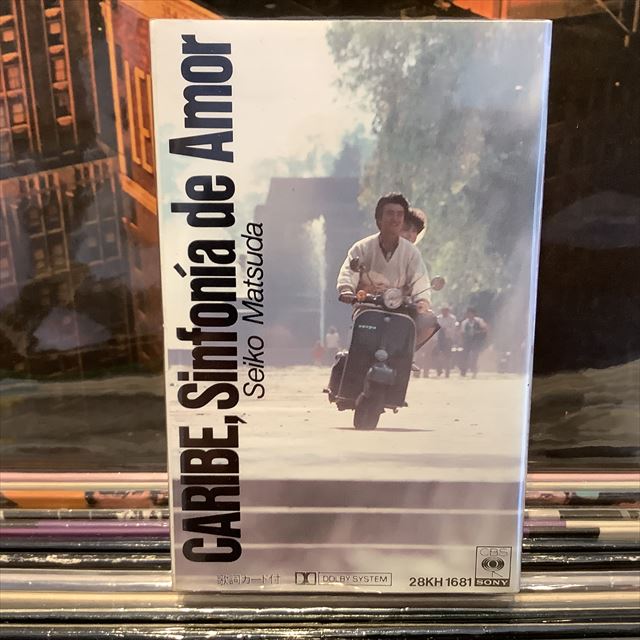 CARIBE, Sinfonía de Amor
Seiko Matsuda
歌詞カード付
DOLBY SYSTEM
28KH 1681
CBS
SONY